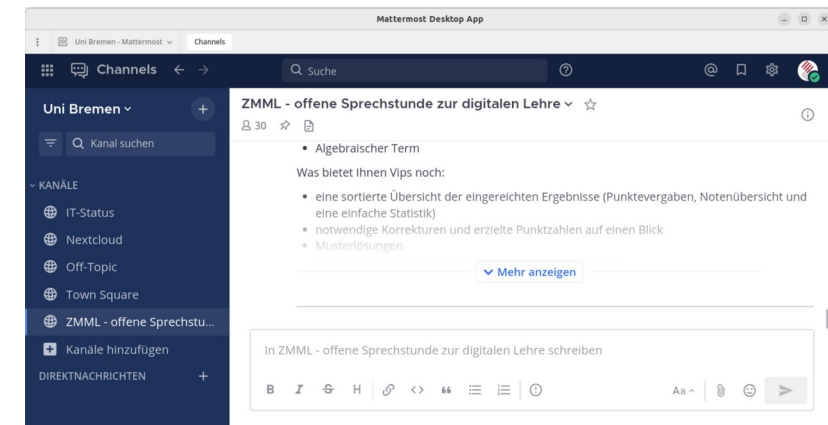 Mattermost Desktop App
Uni Bremen - Mattermost
Channels
Channels
Suche
Uni Bremen
Kanal suchen
KANÄLE
IT-Status
Nextcloud
Off-Topic
Town Square
ZMML - offene Sprechstu...
Kanäle hinzufügen
DIREKTNACHRICHTEN
ZMML - offene Sprechstunde zur digitalen Lehre
30
• Algebraischer Term
Was bietet Ihnen Vips noch:
• eine sortierte Übersicht der eingereichten Ergebnisse (Punktevergaben, Notenübersicht und
eine einfache Statistik)
• notwendige Korrekturen und erzielte Punktzahlen auf einen Blick
• Musterlösungen
Mehr anzeigen
In ZMML - offene Sprechstunde zur digitalen Lehre schreiben
B I S H
Aa